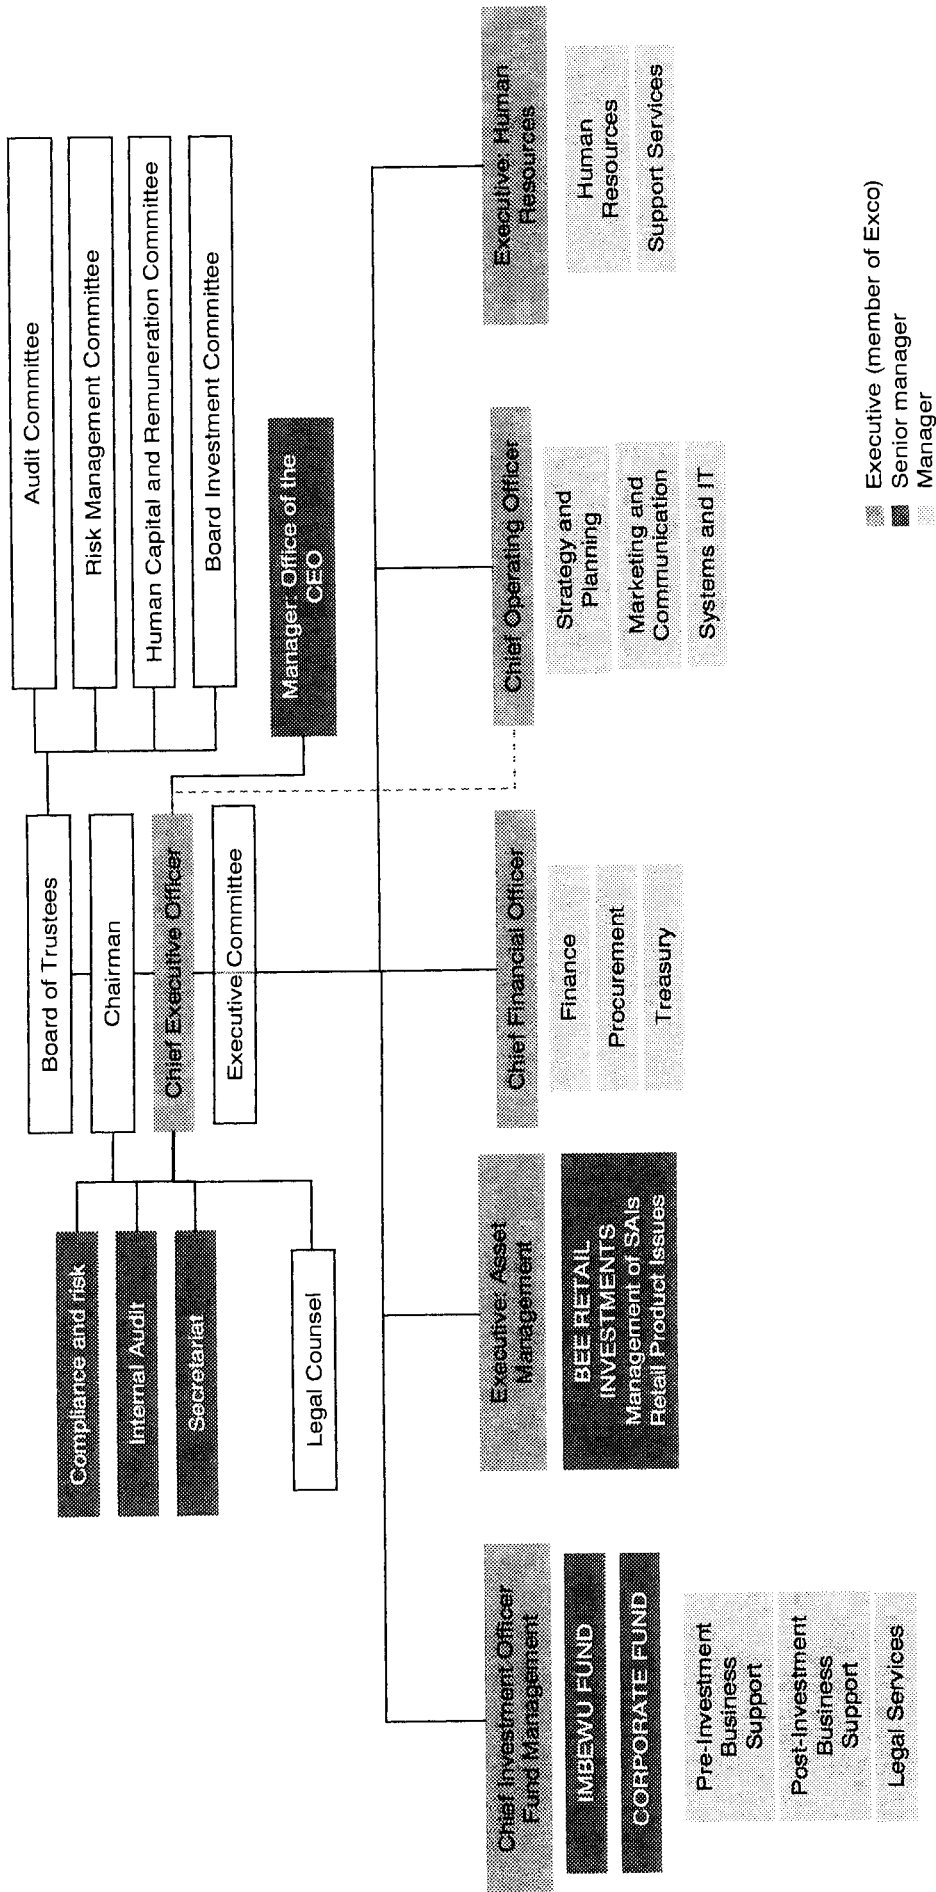 Board of Trustees
Chairman
Chief Executive Officer
Executive Committee
Audit Committee
Risk Management Committee
Human Capital and Remuneration Committee
Board Investment Committee
Manager: Office of the
CEO
Compliance and risk
Internal Audit
Secretariat
Legal Counsel
Chief Investment Officer
Fund Management
IMBEWU FUND
CORPORATE FUND
Pre-Investment
Business
Support
Post-Investment
Business
Support
Legal Services
Executive: Asset
Management
BEE RETAIL
INVESTMENTS
Management of SAIs
Retail Product Issues
Chief Financial Officer
Finance
Procurement
Treasury
Chief Operating Officer
Strategy and
Planning
Marketing and
Communication
Systems and IT
Executive: Human
Resources
Human
Resources
Support Services
Executive (member of Exco)
Senior manager
Manager